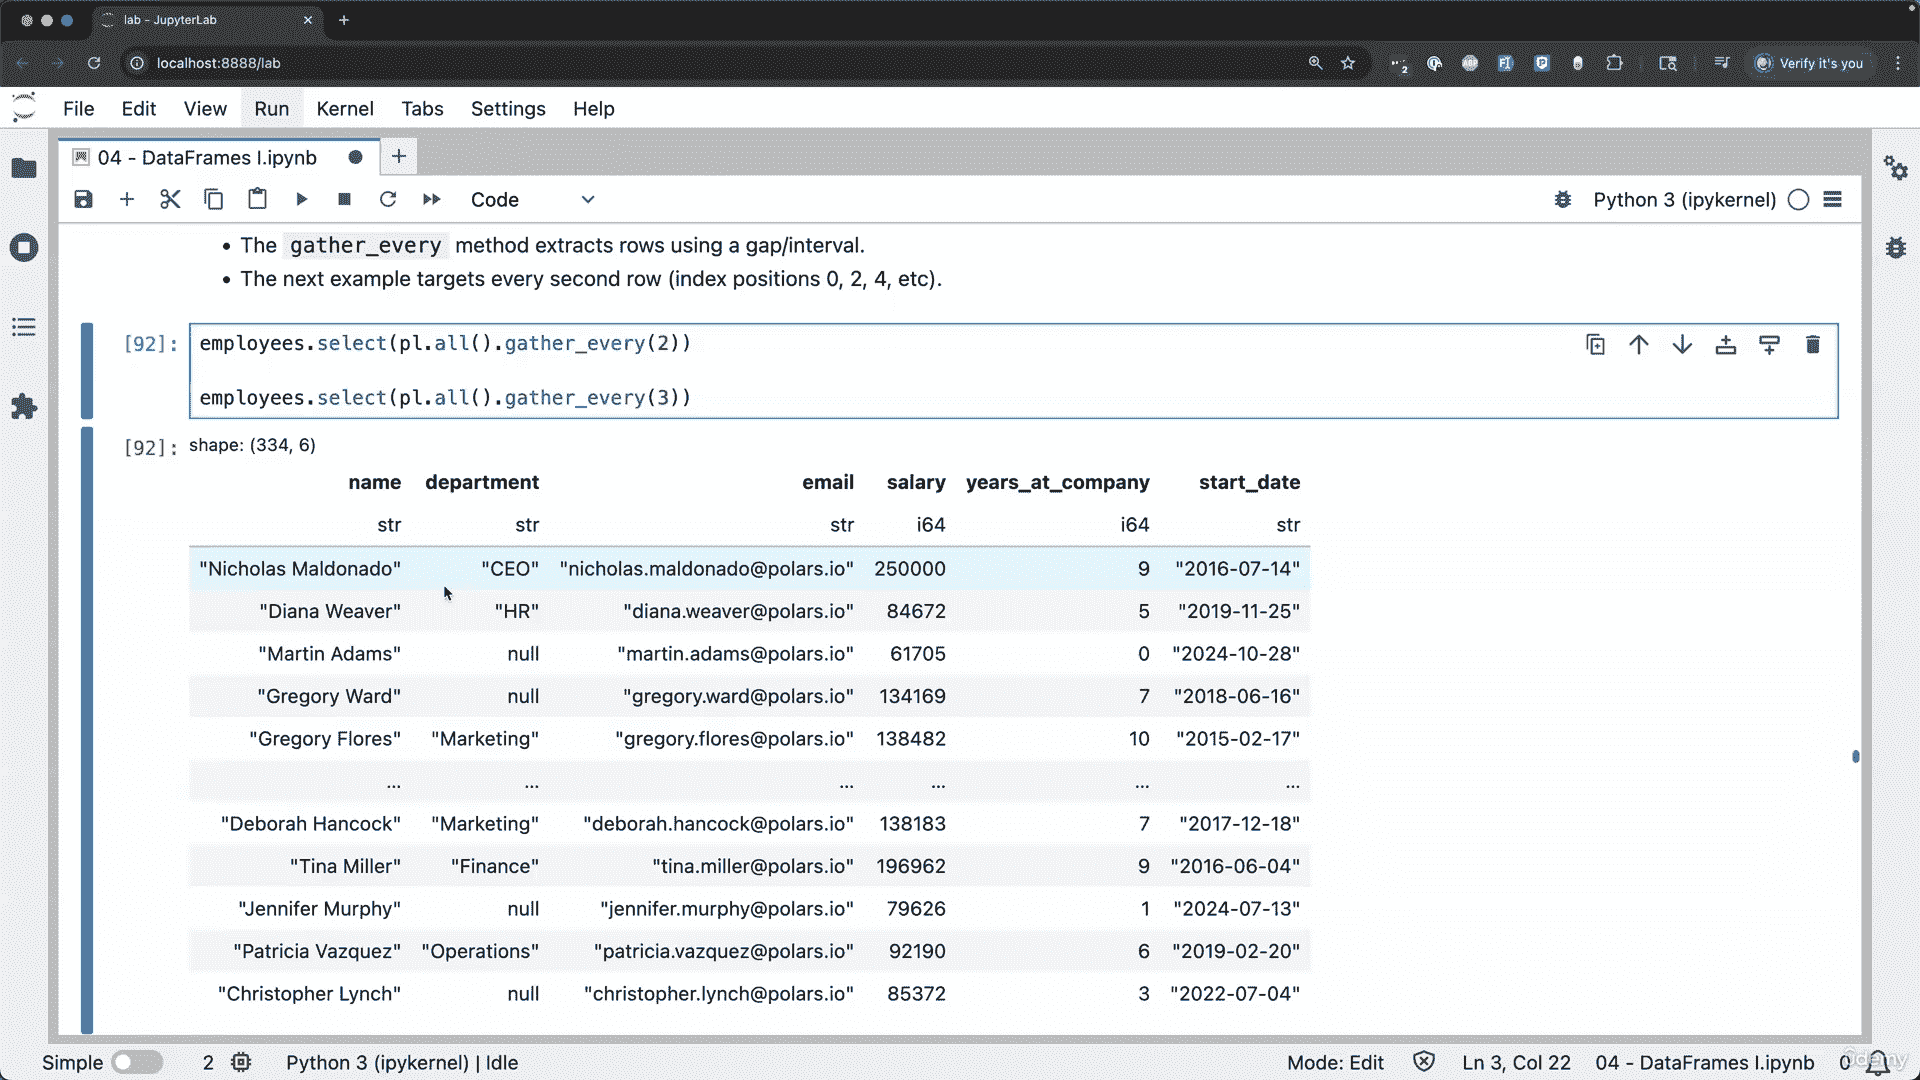 lab - JupyterLab
localhost:8888/lab
2
Verify it's you
File Edit View Run Kernel Tabs Settings Help
04 - DataFrames I.ipynb
Code
Python 3 (ipykernel)
• The gather_every method extracts rows using a gap/interval.
• The next example targets every second row (index positions 0, 2, 4, etc).
[92]: employees.select(pl.all().gather_every(2))
employees.select(pl.all().gather_every(3))
[92]: shape: (334, 6)
name department email salary years_at_company start_date
str str str i64 i64 str
"Nicholas Maldonado" "CEO" "nicholas.maldonado@polars.io" 250000 9 "2016-07-14"
"Diana Weaver" "HR" "diana.weaver@polars.io" 84672 5 "2019-11-25"
"Martin Adams" null "martin.adams@polars.io" 61705 0 "2024-10-28"
"Gregory Ward" null "gregory.ward@polars.io" 134169 7 "2018-06-16"
"Gregory Flores" "Marketing" "gregory.flores@polars.io" 138482 10 "2015-02-17"
… … … … … …
"Deborah Hancock" "Marketing" "deborah.hancock@polars.io" 138183 7 "2017-12-18"
"Tina Miller" "Finance" "tina.miller@polars.io" 196962 9 "2016-06-04"
"Jennifer Murphy" null "jennifer.murphy@polars.io" 79626 1 "2024-07-13"
"Patricia Vazquez" "Operations" "patricia.vazquez@polars.io" 92190 6 "2019-02-20"
"Christopher Lynch" null "christopher.lynch@polars.io" 85372 3 "2022-07-04"
Simple 2 Python 3 (ipykernel) | Idle Mode: Edit Ln 3, Col 22 04 - DataFrames I.ipynb 0
udemy